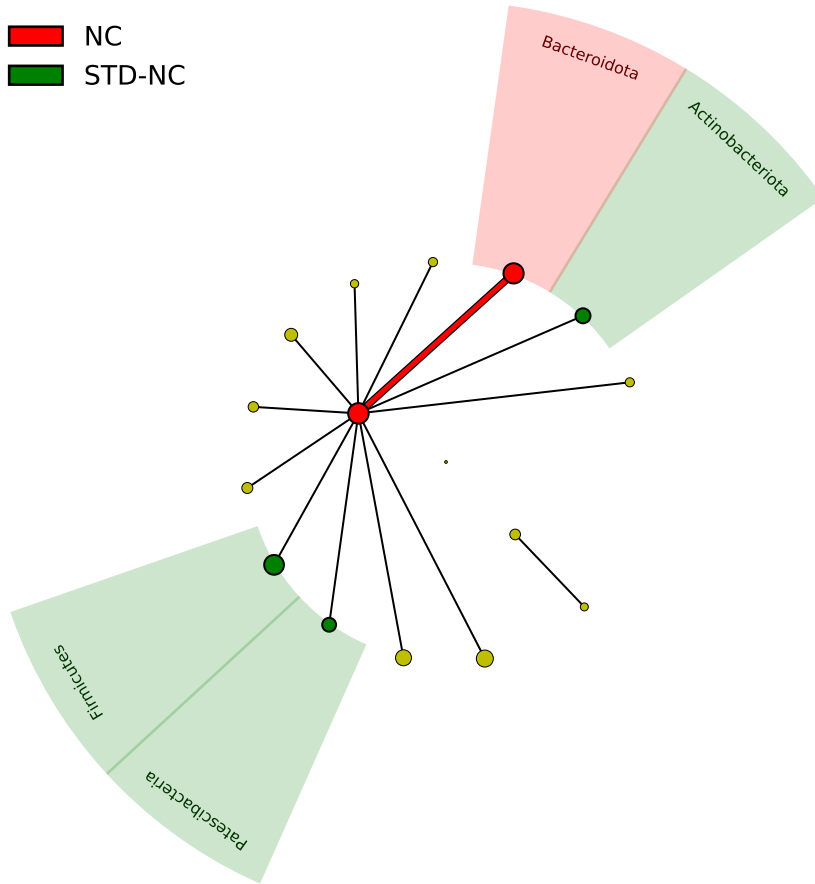 NC
STD-NC
Bacteroidota
Actinobacteriota
Firmicutes
Patescibacteria